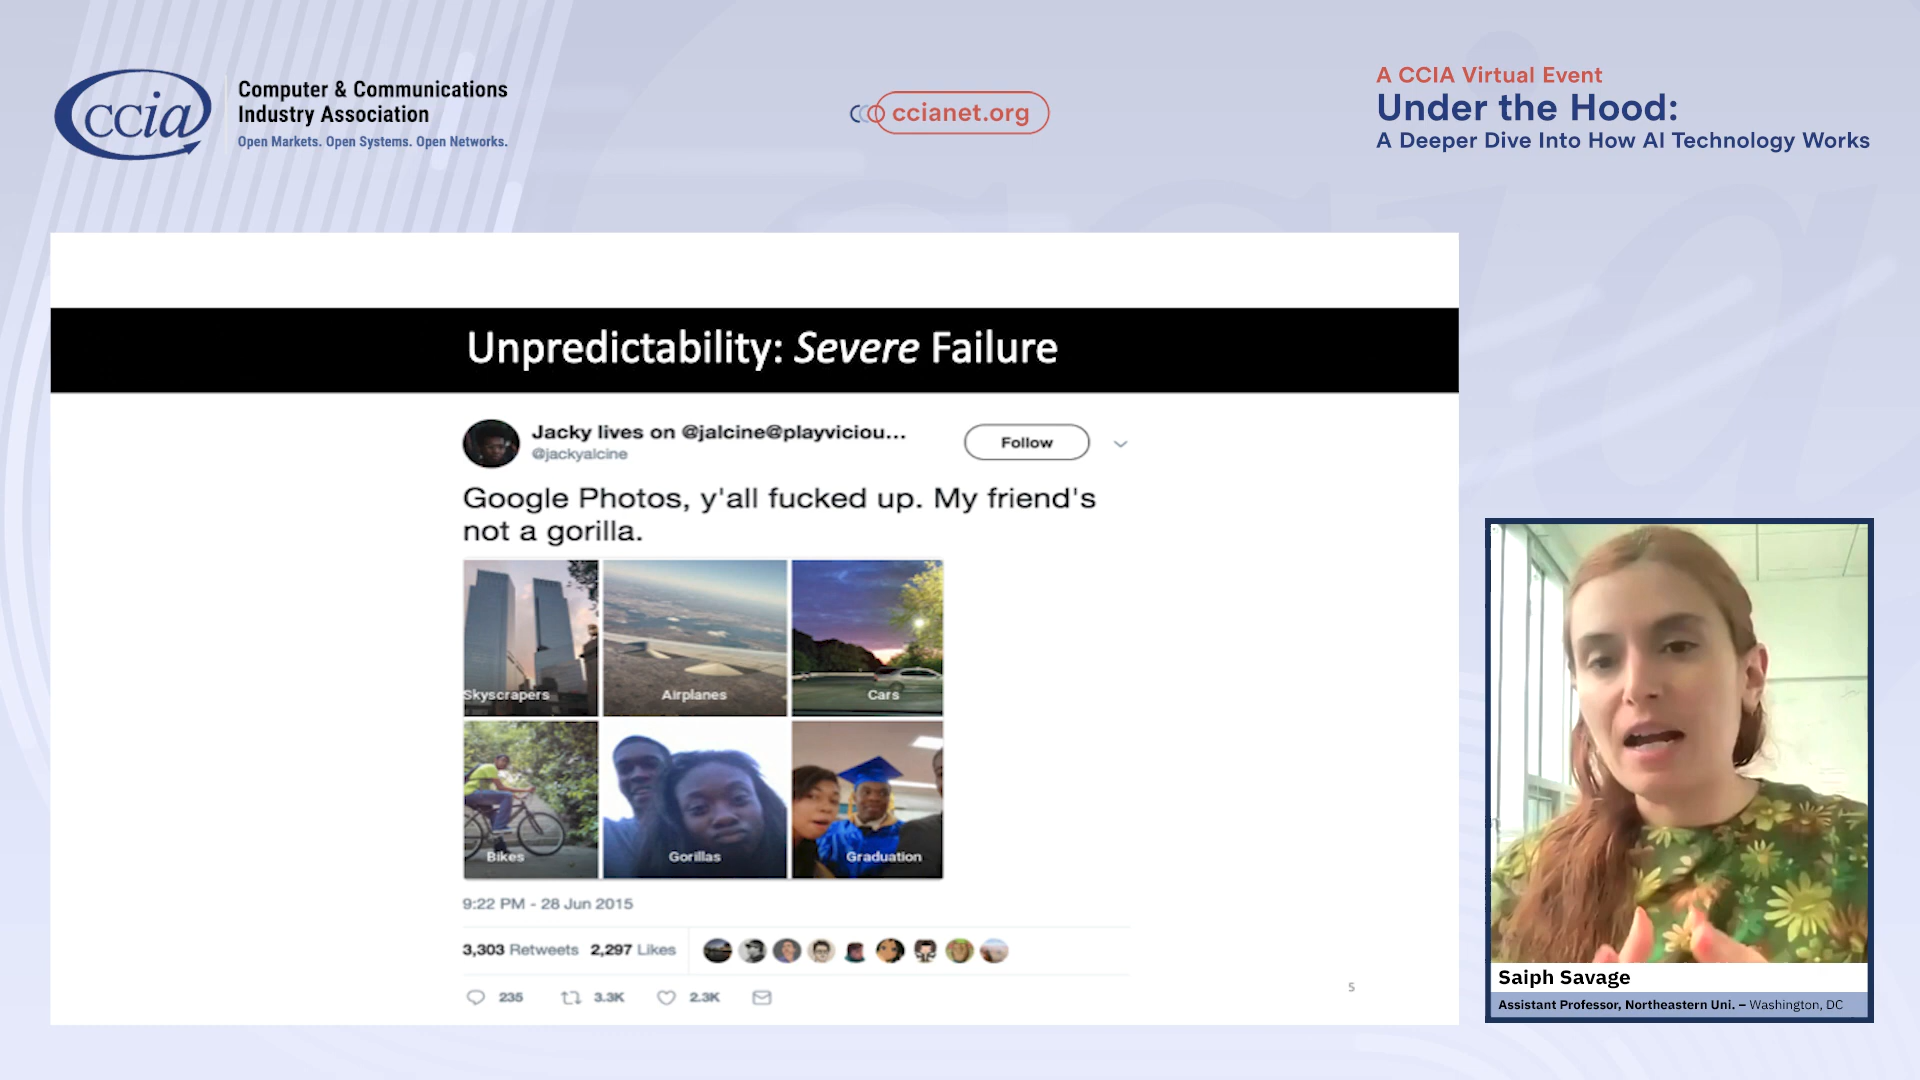 ccia
Computer & Communications
Industry Association
Open Markets. Open Systems. Open Networks.
ccianet.org
A CCIA Virtual Event
Under the Hood:
A Deeper Dive Into How AI Technology Works
Unpredictability: Severe Failure
Jacky lives on @jalcine@playviciou...
@jackyalcine
Follow
Google Photos, y'all fucked up. My friend's
not a gorilla.
Skyscrapers
Airplanes
Cars
Bikes
Gorillas
Graduation
9:22 PM - 28 Jun 2015
3,303 Retweets 2,297 Likes
235 3.3K 2.3K
5
Saiph Savage
Assistant Professor, Northeastern Uni. – Washington, DC